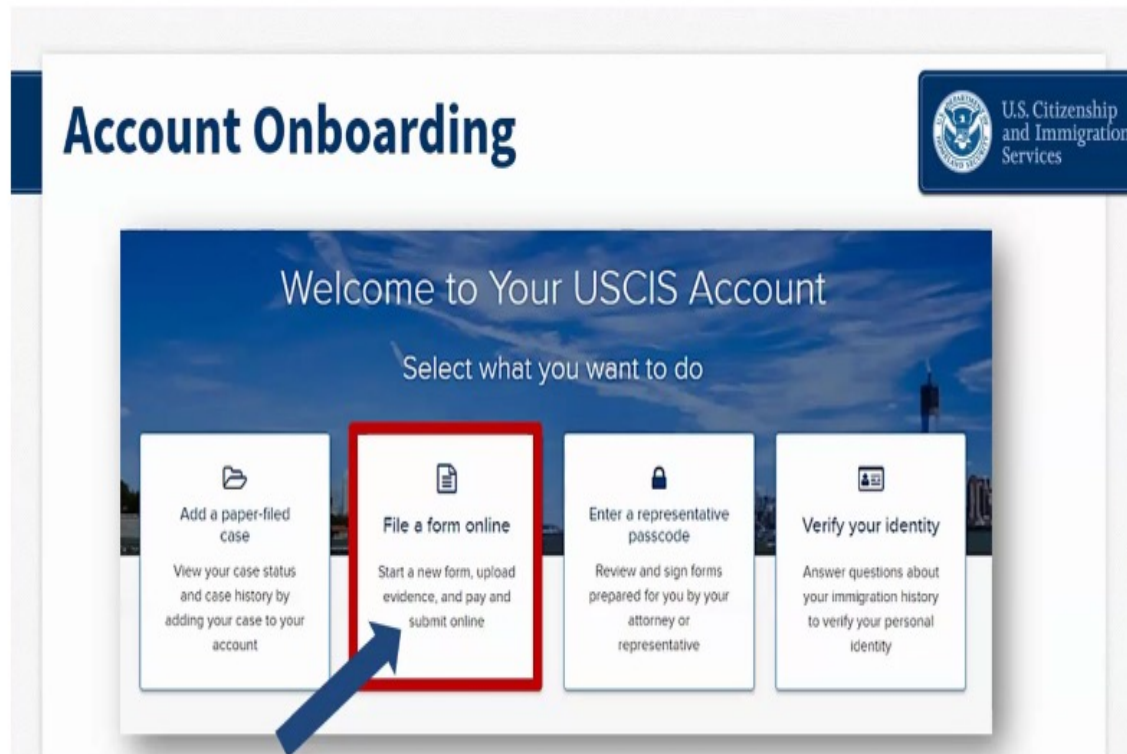 Account Onboarding
U.S. Citizenship
and Immigration
Services
Welcome to Your USCIS Account
Select what you want to do
Add a paper-filed
case
View your case status
and case history by
adding your case to your
account
File a form online
Start a new form, upload
evidence, and pay and
submit online
Enter a representative
passcode
Review and sign forms
prepared for you by your
attorney or
representative
Verify your identity
Answer questions about
your immigration history
to verify your personal
identity